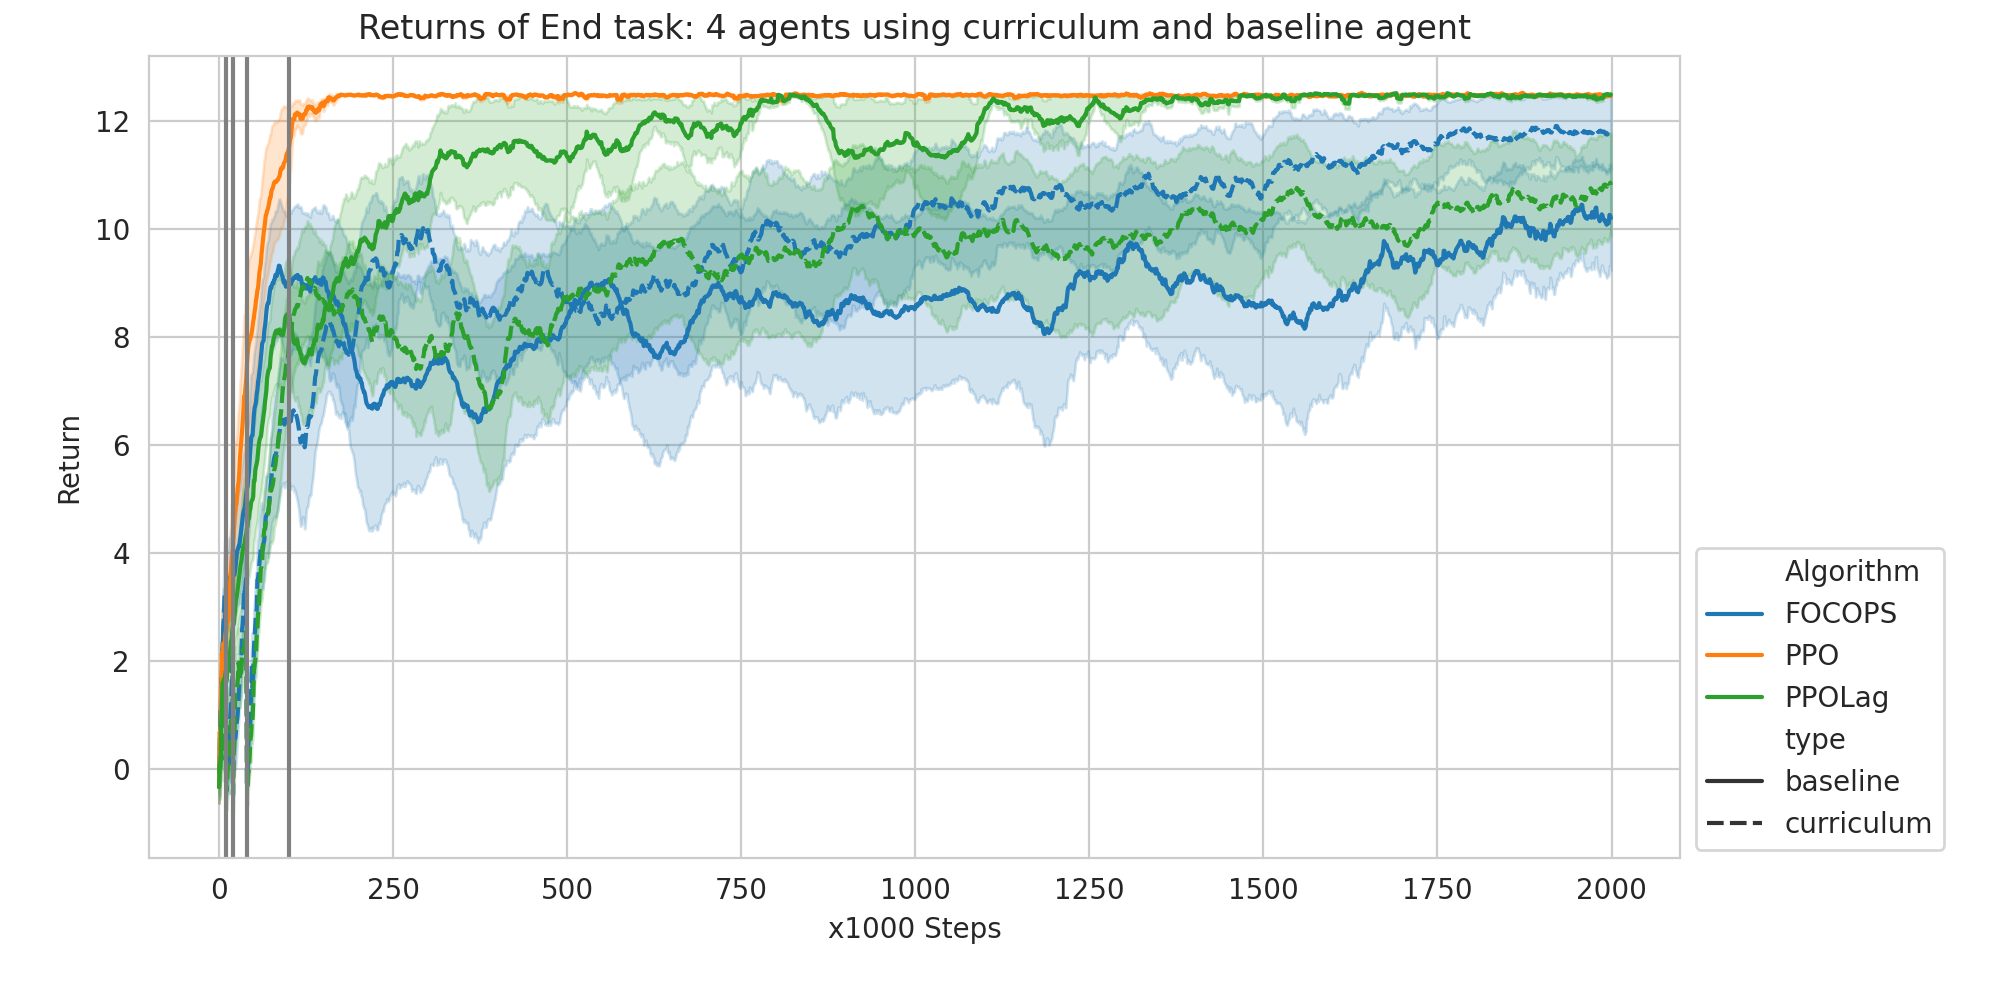 Returns of End task: 4 agents using curriculum and baseline agent
Return
12
10
8
6
4
2
0
0 250 500 750 1000 1250 1500 1750 2000
x1000 Steps
Algorithm
FOCOPS
PPO
PPOLag
type
baseline
curriculum